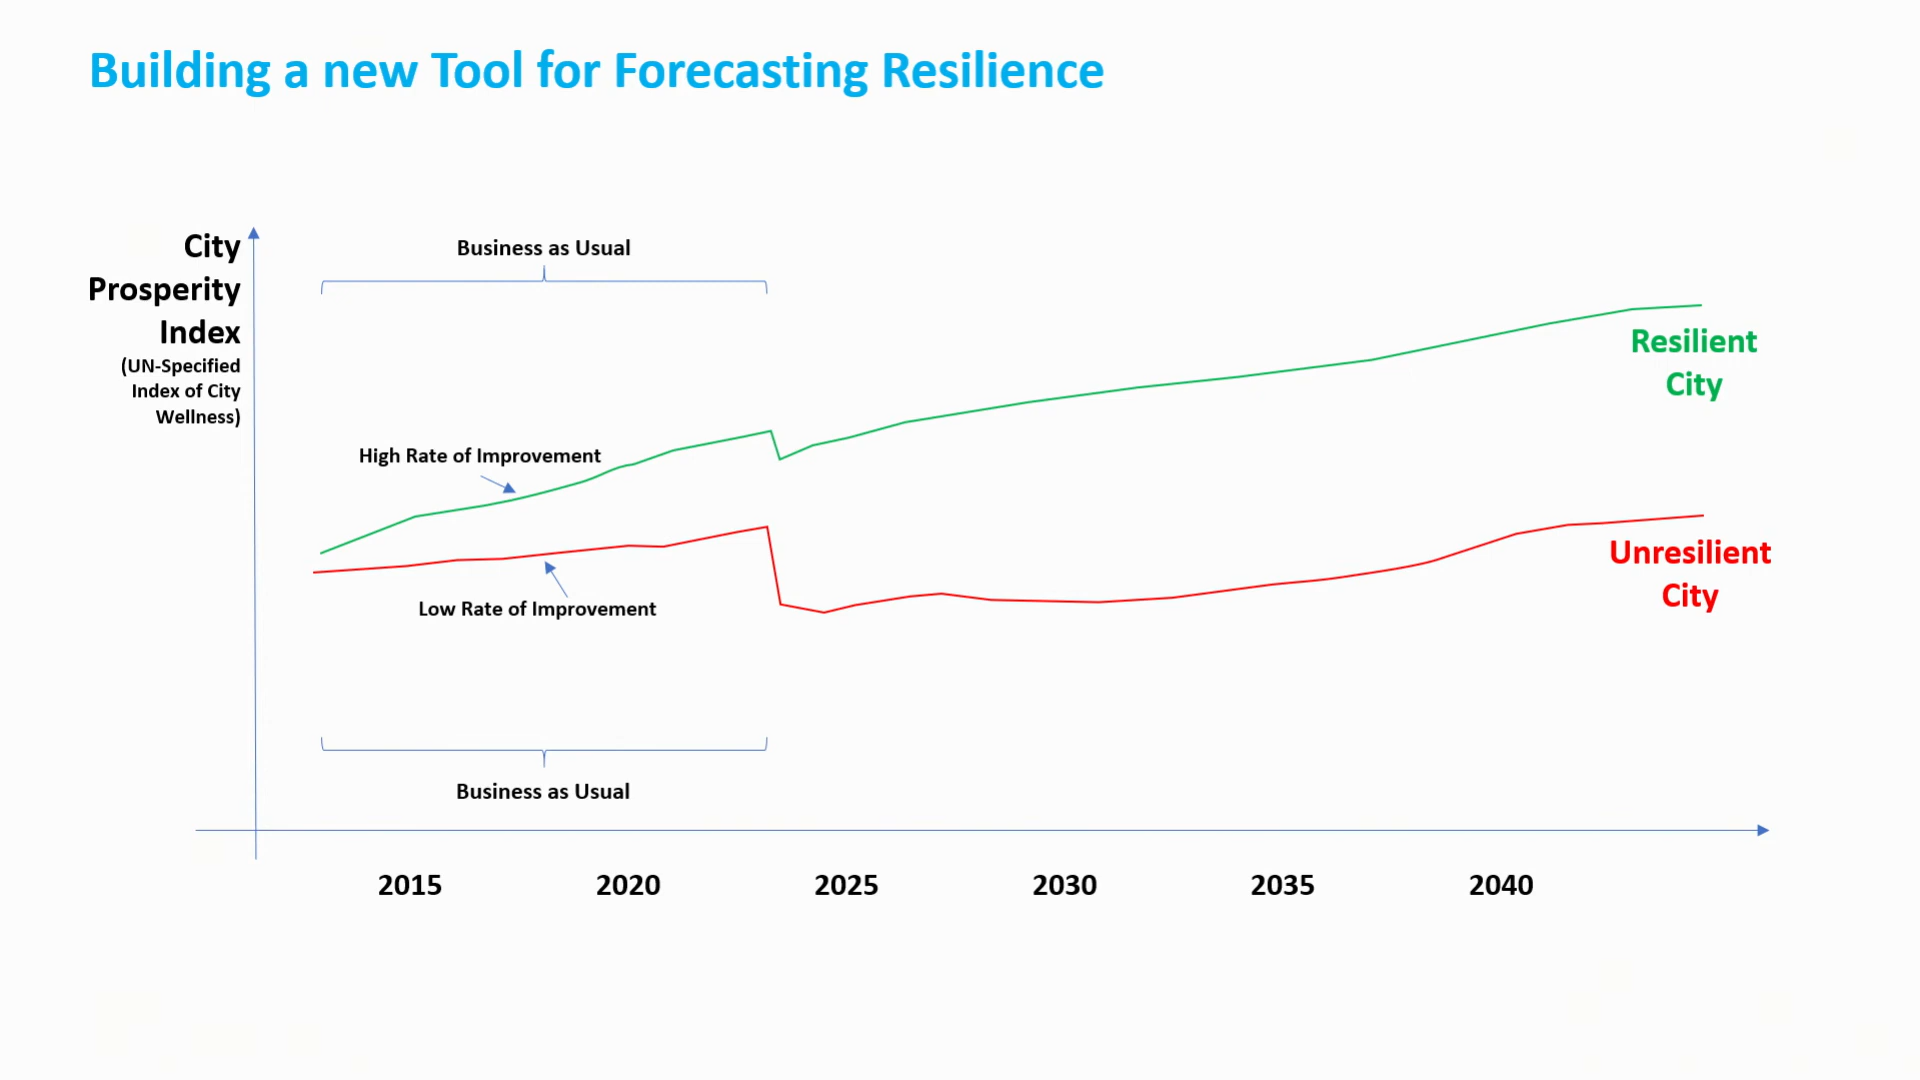 Building a new Tool for Forecasting Resilience
City
Prosperity
Index
(UN-Specified
Index of City
Wellness)
Business as Usual
High Rate of Improvement
Low Rate of Improvement
Resilient
City
Unresilient
City
Business as Usual
2015
2020
2025
2030
2035
2040